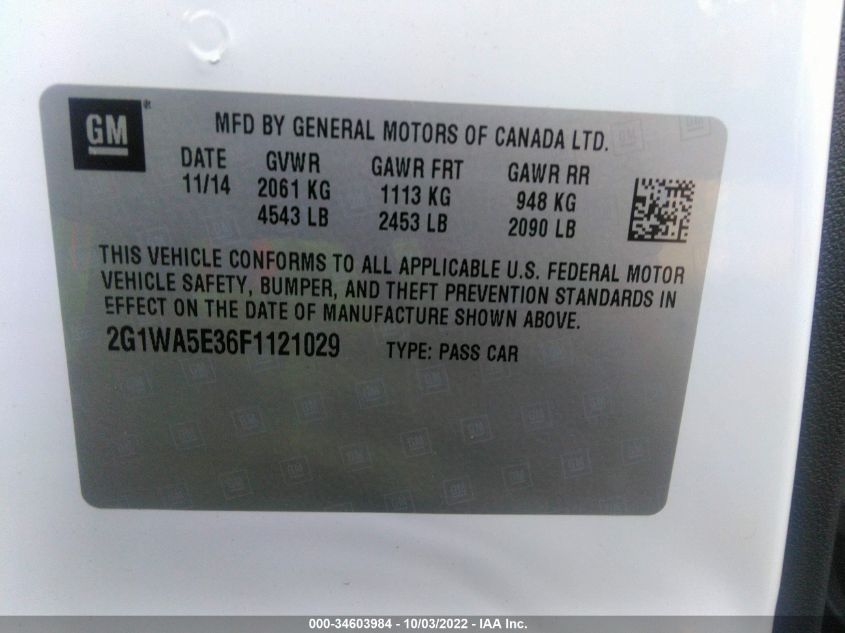 GM
MFD BY GENERAL MOTORS OF CANADA LTD.
DATE GVWR GAWR FRT GAWR RR
11/14 2061 KG 1113 KG 948 KG
4543 LB 2453 LB 2090 LB
THIS VEHICLE CONFORMS TO ALL APPLICABLE U.S. FEDERAL MOTOR
VEHICLE SAFETY, BUMPER, AND THEFT PREVENTION STANDARDS IN
EFFECT ON THE DATE OF MANUFACTURE SHOWN ABOVE.
2G1WA5E36F1121029 TYPE: PASS CAR
000-34603984 - 10/03/2022 - IAA Inc.